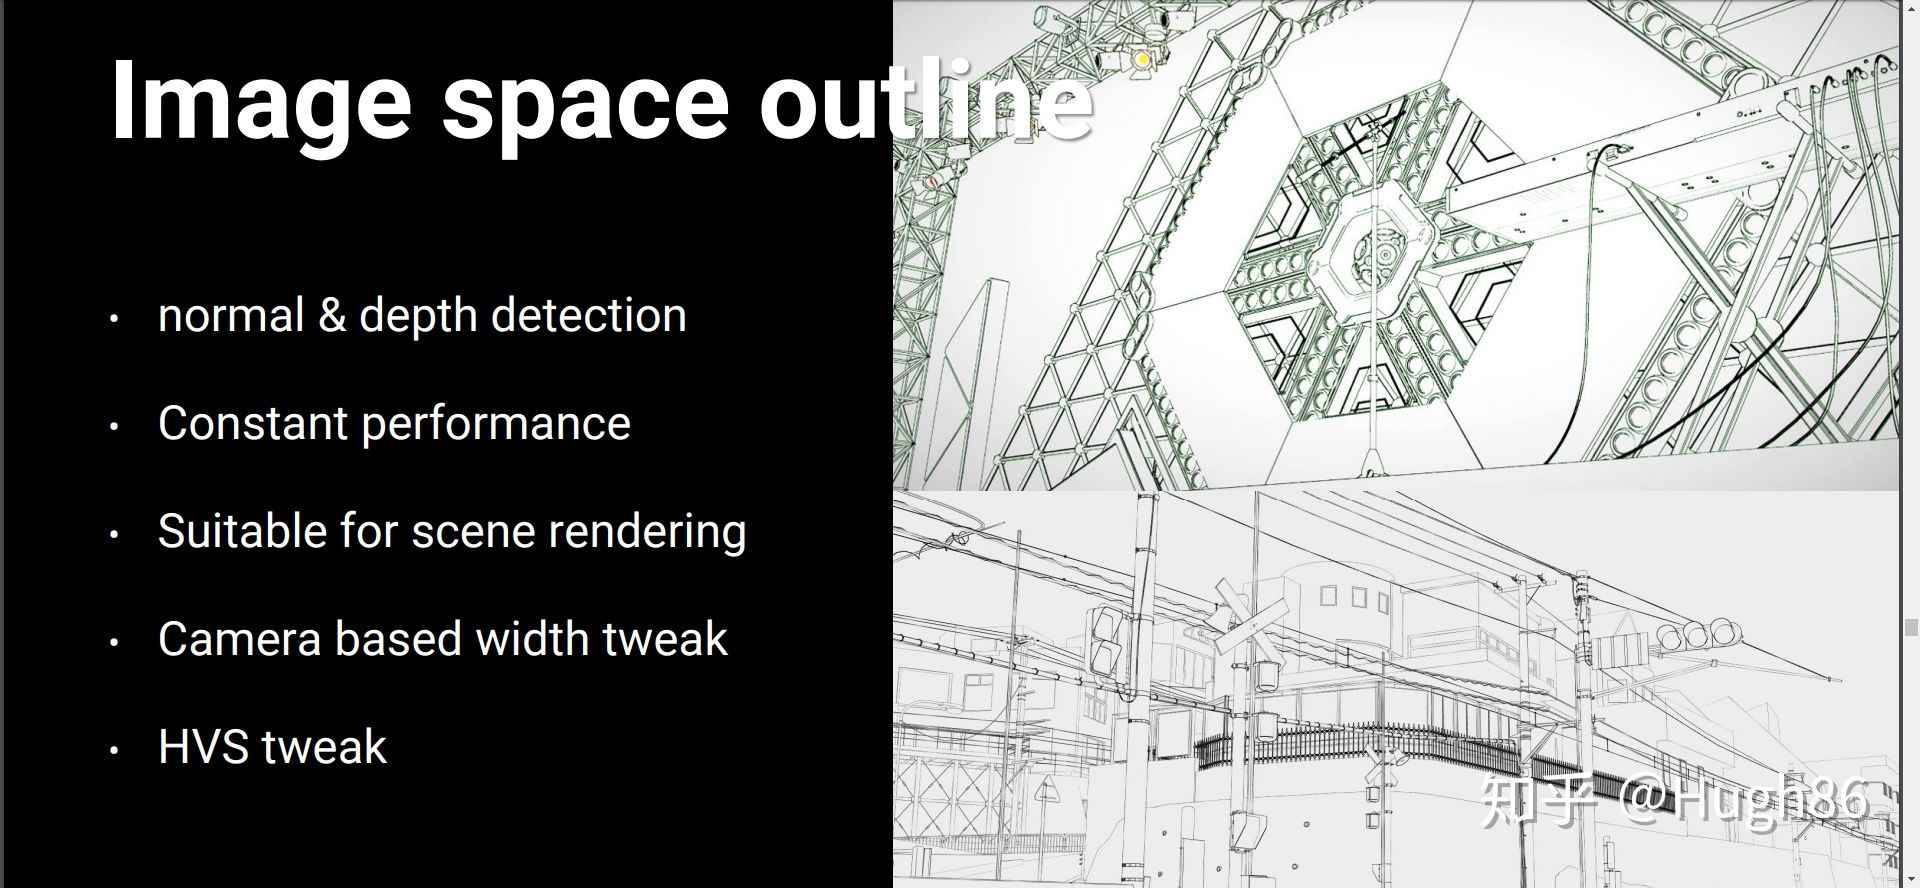 Image space outline
• normal & depth detection
• Constant performance
• Suitable for scene rendering
• Camera based width tweak
• HVS tweak
知乎 @Hugh86